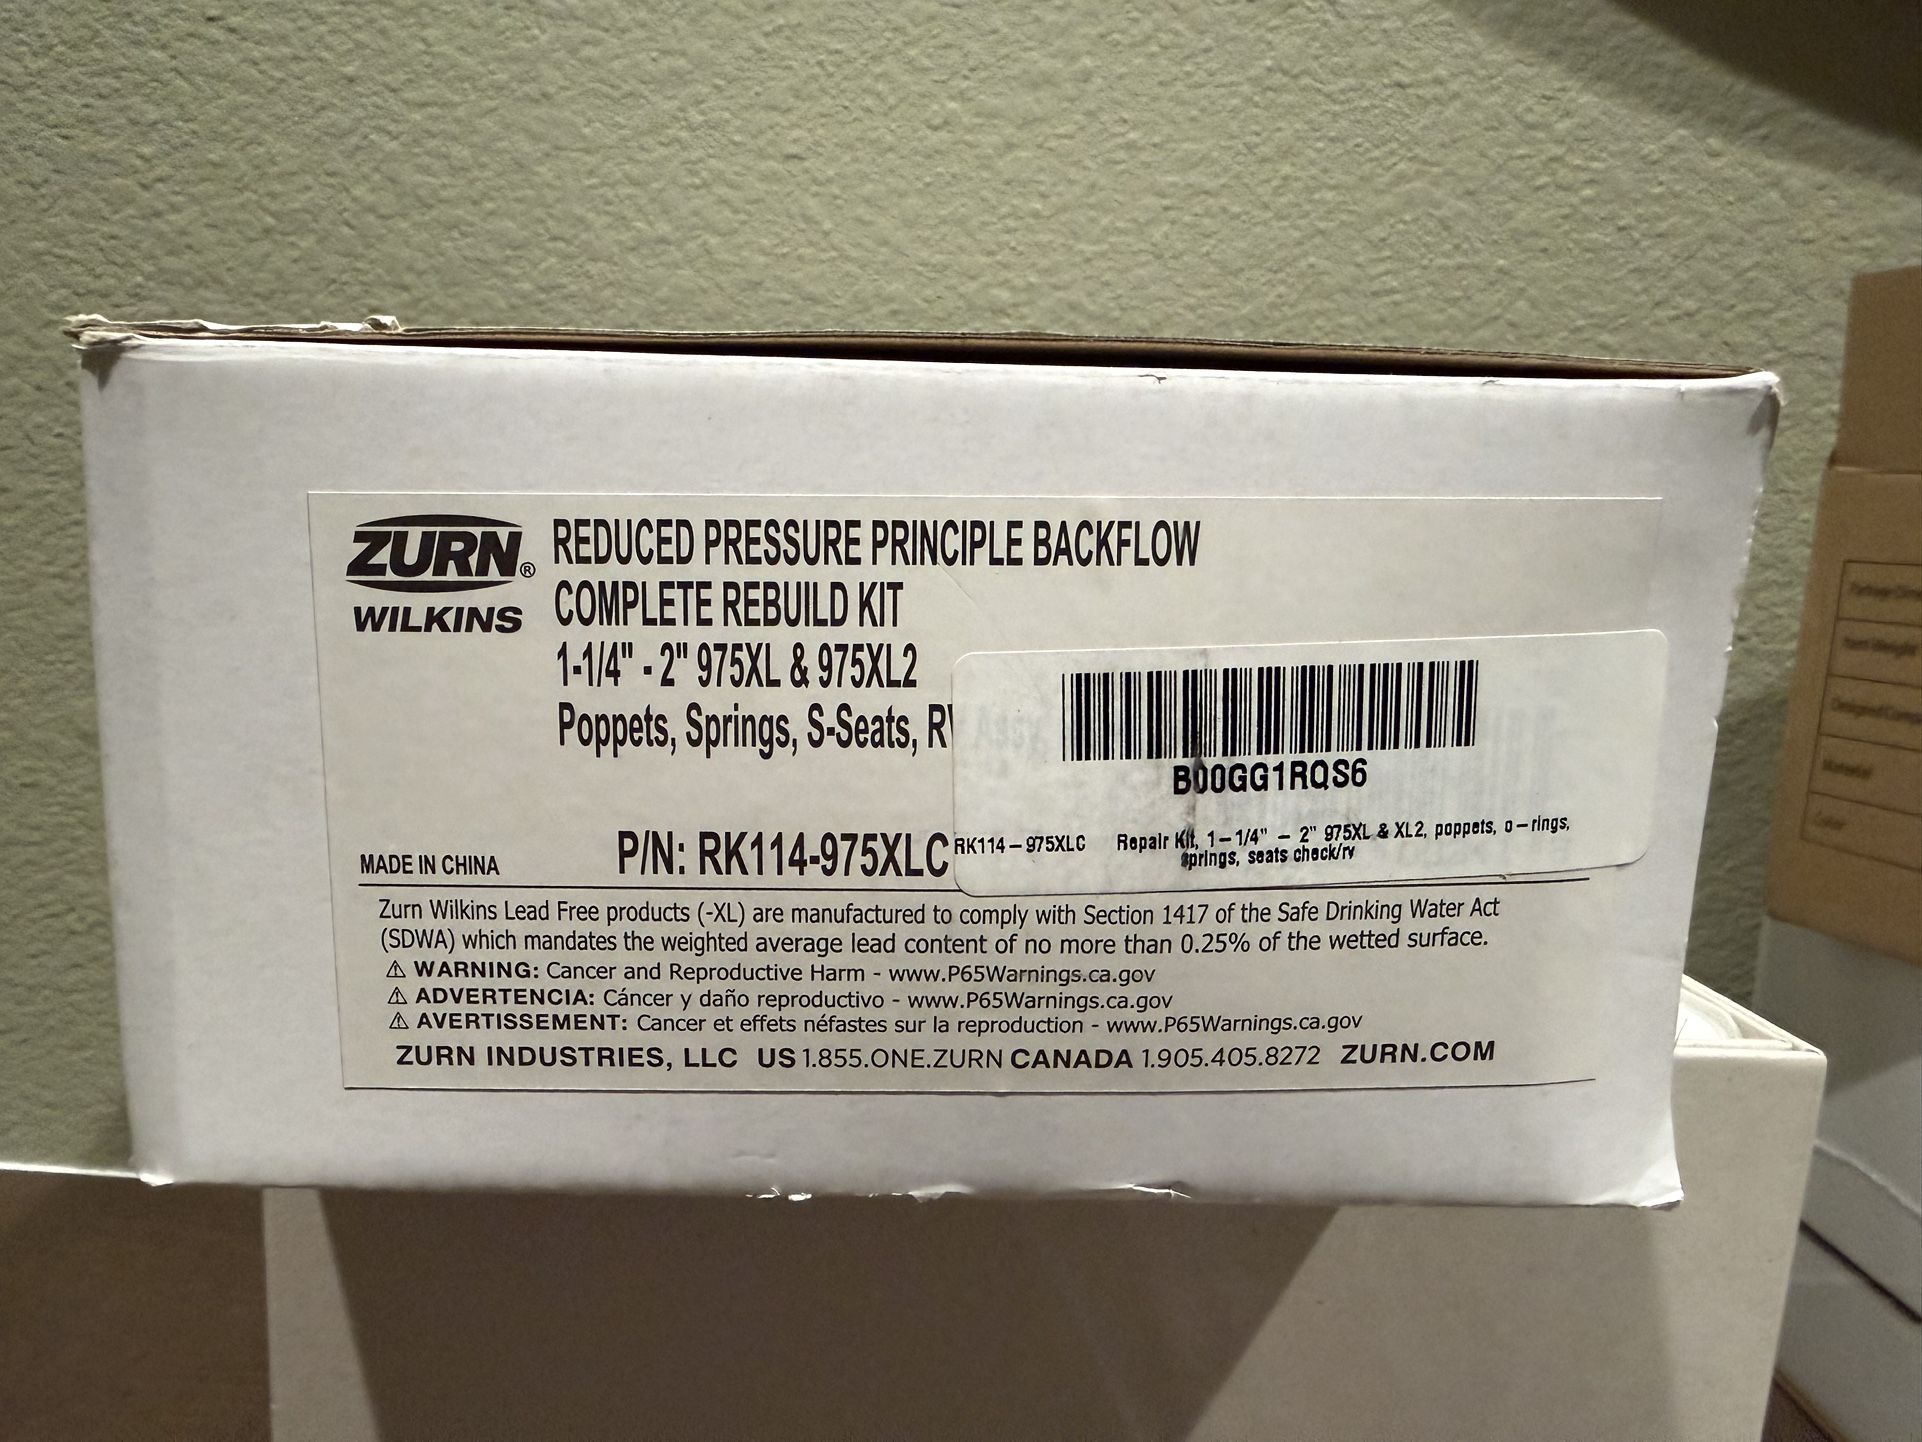 ZURN®
WILKINS
REDUCED PRESSURE PRINCIPLE BACKFLOW
COMPLETE REBUILD KIT
1-1/4" - 2" 975XL & 975XL2
Poppets, Springs, S-Seats, RV Assy
MADE IN CHINA
P/N: RK114-975XLC
B00GG1RQS6
RK114-975XLC Repair Kit, 1-1/4" - 2" 975XL & XL2, poppets, o-rings,
springs, seats check/rv
Zurn Wilkins Lead Free products (-XL) are manufactured to comply with Section 1417 of the Safe Drinking Water Act
(SDWA) which mandates the weighted average lead content of no more than 0.25% of the wetted surface.
⚠ WARNING: Cancer and Reproductive Harm - www.P65Warnings.ca.gov
⚠ ADVERTENCIA: Cáncer y daño reproductivo - www.P65Warnings.ca.gov
⚠ AVERTISSEMENT: Cancer et effets néfastes sur la reproduction - www.P65Warnings.ca.gov
ZURN INDUSTRIES, LLC US 1.855.ONE.ZURN CANADA 1.905.405.8272 ZURN.COM
Material
Color